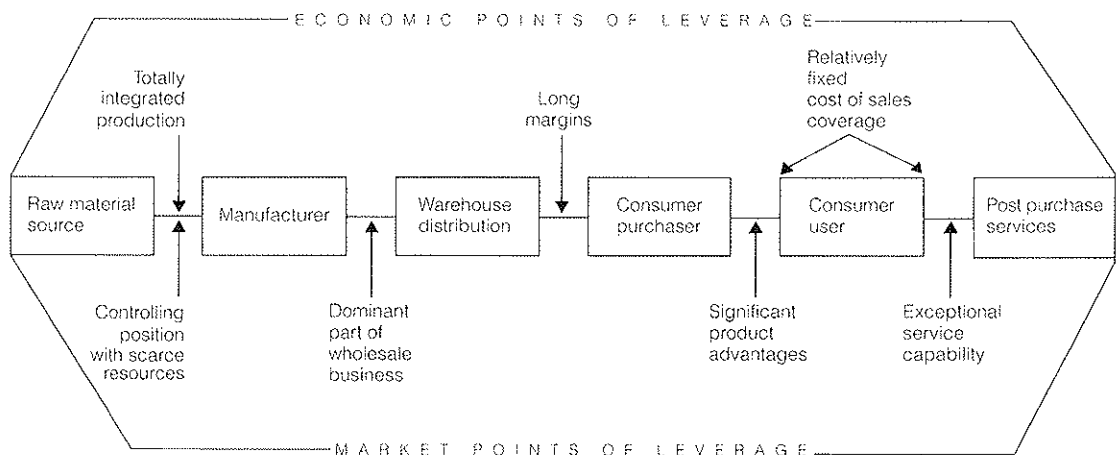 ECONOMIC POINTS OF LEVERAGE
Totally
integrated
production
Long
margins
Relatively
fixed
cost of sales
coverage
Raw material
source
Manufacturer
Warehouse
distribution
Consumer
purchaser
Consumer
user
Post purchase
services
Controlling
position
with scarce
resources
Dominant
part of
wholesale
business
Significant
product
advantages
Exceptional
service
capability
MARKET POINTS OF LEVERAGE